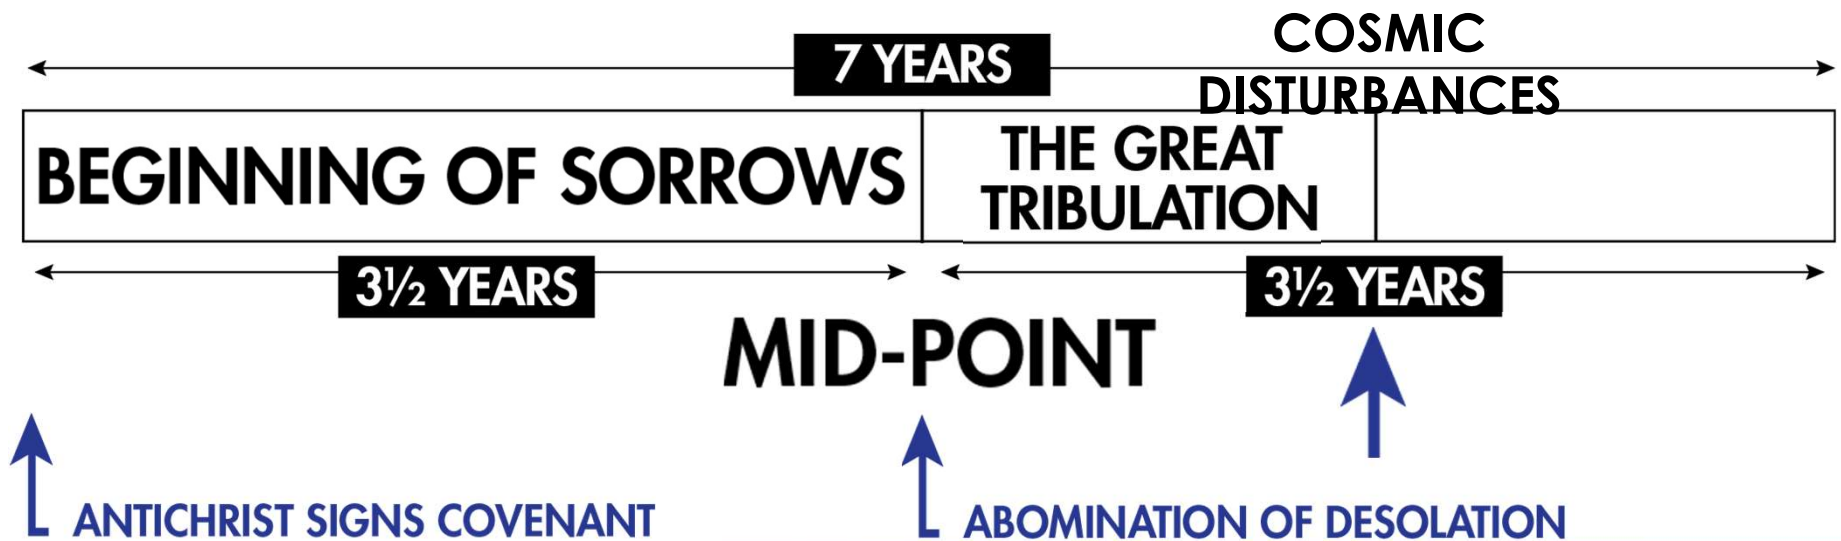 COSMIC
DISTURBANCES
7 YEARS
BEGINNING OF SORROWS
THE GREAT
TRIBULATION
3½ YEARS
3½ YEARS
MID-POINT
ANTICHRIST SIGNS COVENANT
ABOMINATION OF DESOLATION